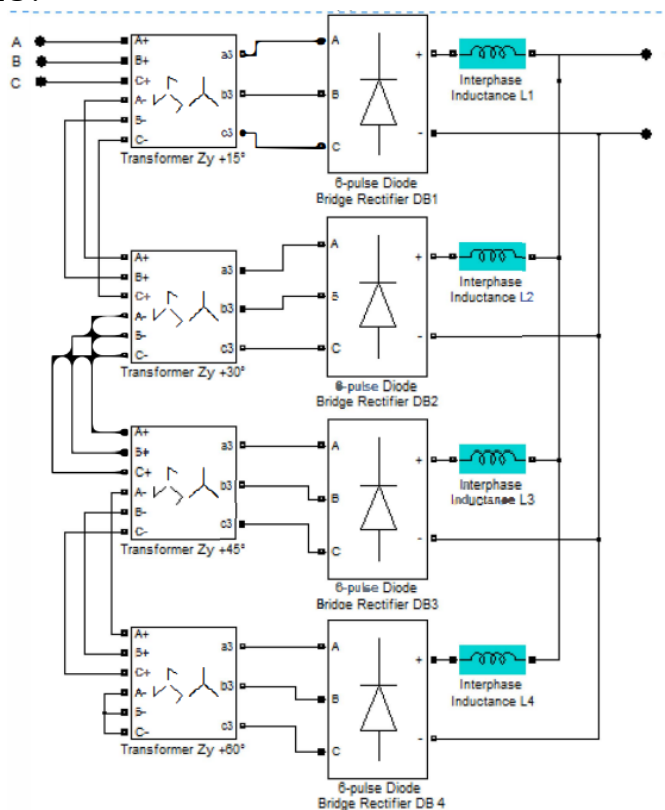 A
B
C
A+
B+
C+
A-
B-
C-
a3
b3
c3
Transformer Zy +15°
A
B
C
+
-
6-pulse Diode
Bridge Rectifier DB1
Interphase
Inductance L1
A+
B+
C+
A-
B-
C-
a3
b3
c3
Transformer Zy +30°
A
B
C
+
-
6-pulse Diode
Bridge Rectifier DB2
Interphase
Inductance L2
A+
B+
C+
A-
B-
C-
a3
b3
c3
Transformer Zy +45°
A
B
C
+
-
6-pulse Diode
Bridge Rectifier DB3
Interphase
Inductance L3
A+
B+
C+
A-
B-
C-
a3
b3
c3
Transformer Zy +60°
A
B
C
+
-
6-pulse Diode
Bridge Rectifier DB 4
Interphase
Inductance L4